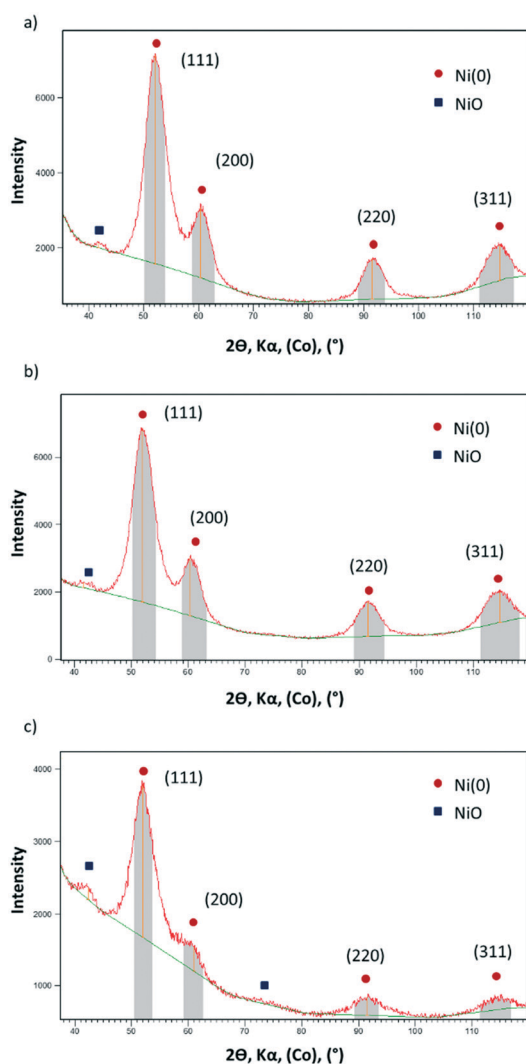 a)
(111)
Ni(0)
NiO
(200)
(220)
(311)
Intensity
6000
4000
2000
40 50 60 70 80 90 100 110
2Θ, Kα, (Co), (°)
b)
(111)
Ni(0)
NiO
(200)
(220)
(311)
Intensity
6000
4000
2000
0
40 50 60 70 80 90 100 110
2Θ, Kα, (Co), (°)
c)
(111)
Ni(0)
NiO
(200)
(220)
(311)
Intensity
4000
3000
2000
1000
40 50 60 70 80 90 100 110
2Θ, Kα, (Co), (°)